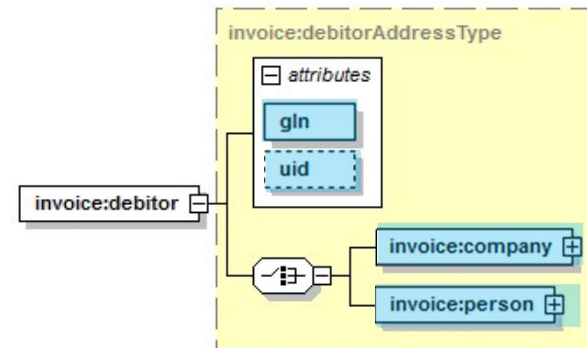 invoice:debitorAddressType
attributes
gln
uid
invoice:debitor
invoice:company
invoice:person